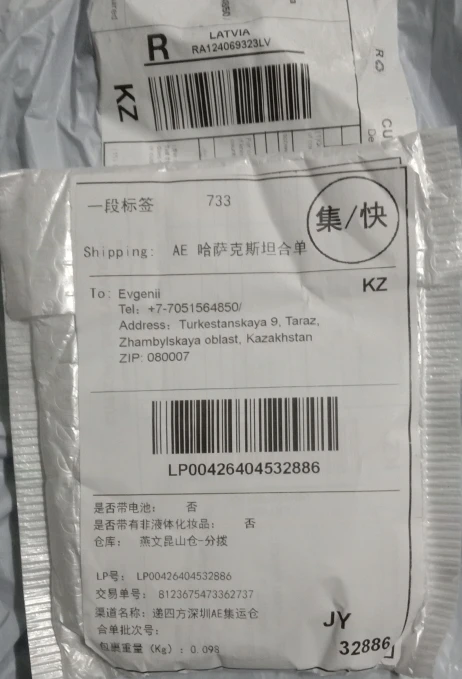 LATVIA
R
RA124069323LV
KZ
一段标签 733
集/快
Shipping: AE 哈萨克斯坦合单
KZ
To: Evgenii
Tel: +7-7051564850/
Address: Turkestanskaya 9, Taraz,
Zhambylskaya oblast, Kazakhstan
ZIP: 080007
LP00426404532886
是否带电池: 否
是否带有非液体化妆品: 否
仓库: 燕文昆山仓-分拨
LP号: LP00426404532886
交易单号: 8123675473362737
渠道名称: 递四方深圳AE集运仓
合单批次号:
包裹重量 (Kg) : 0.098
JY
32886